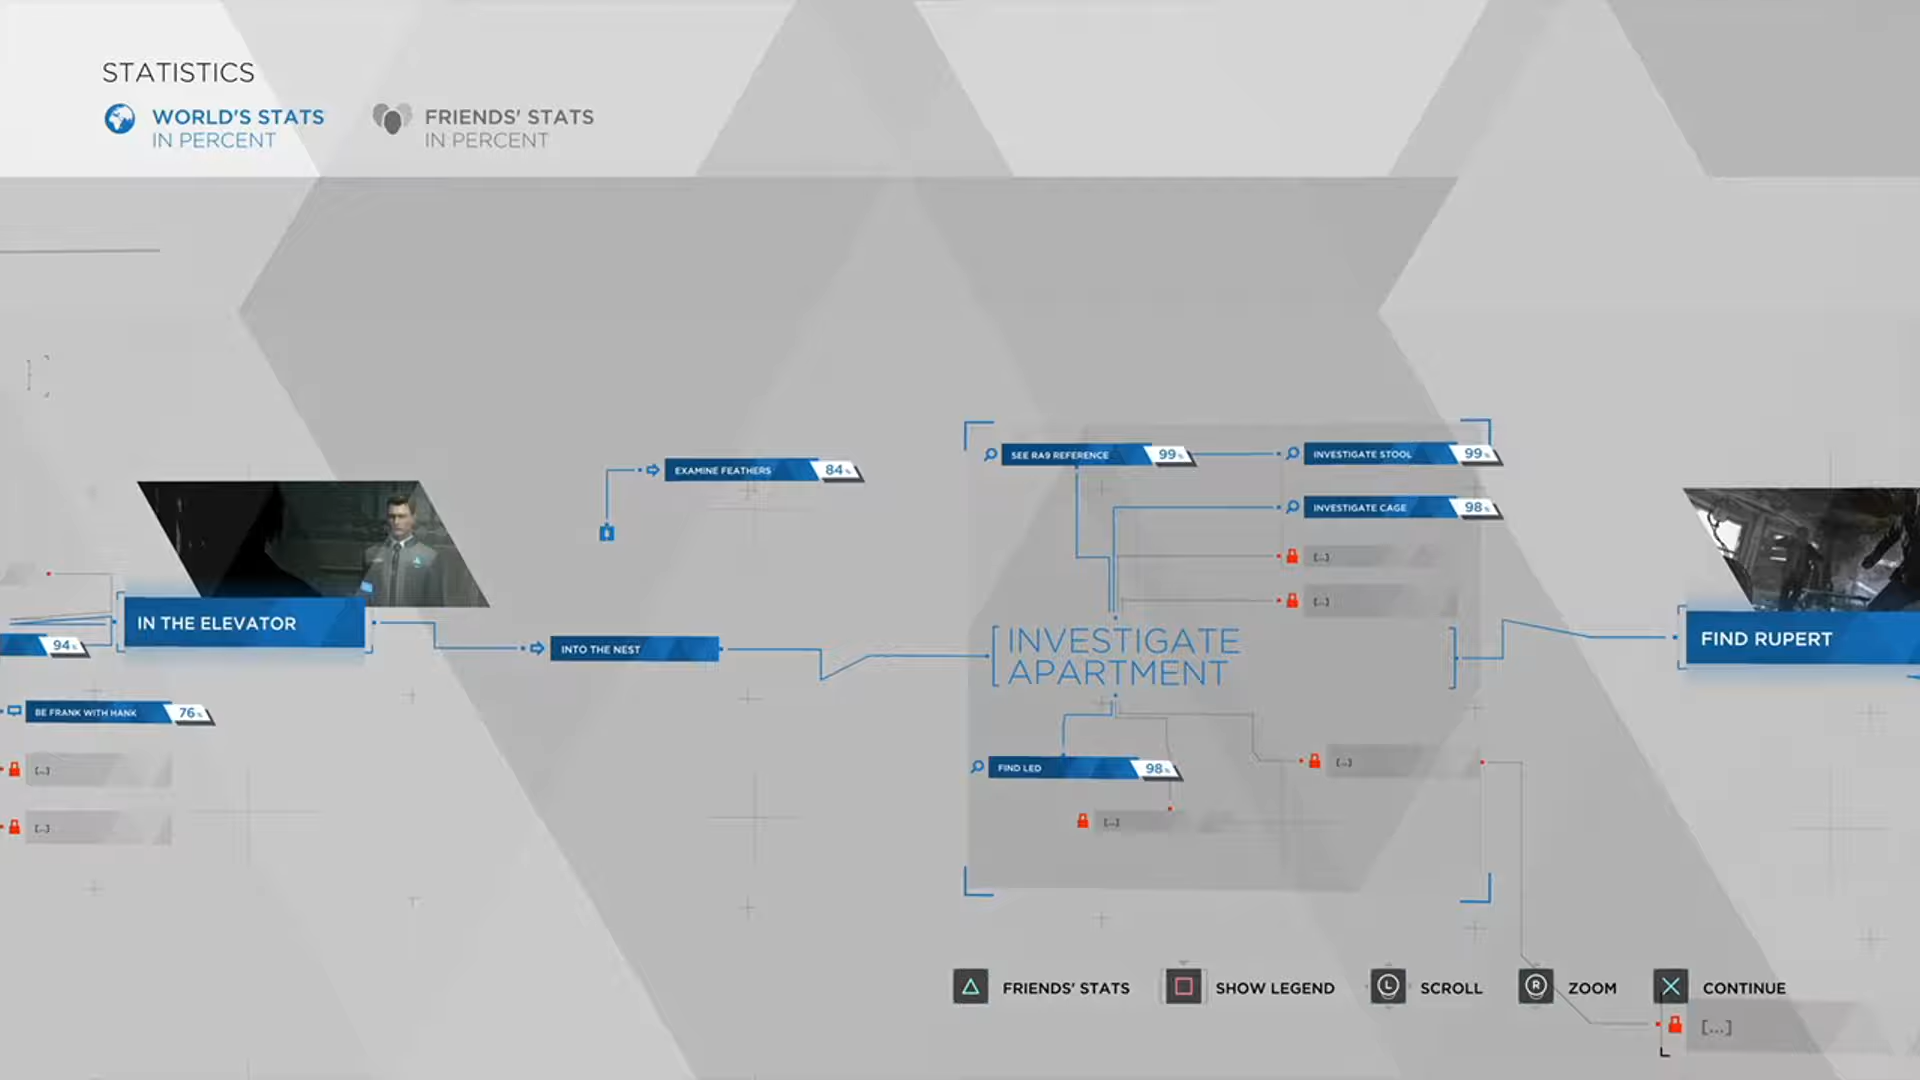 STATISTICS
WORLD'S STATS
IN PERCENT
FRIENDS' STATS
IN PERCENT
SEE RA9 REFERENCE 99%
INVESTIGATE STOOL 99%
EXAMINE FEATHERS 84%
INVESTIGATE CAGE 98%
[...]
[...]
IN THE ELEVATOR
94%
INTO THE NEST
INVESTIGATE
APARTMENT
FIND RUPERT
BE FRANK WITH HANK 76%
[...]
[...]
FIND LED 98%
[...]
[...]
FRIENDS' STATS
SHOW LEGEND
L SCROLL
R ZOOM
CONTINUE
[...]